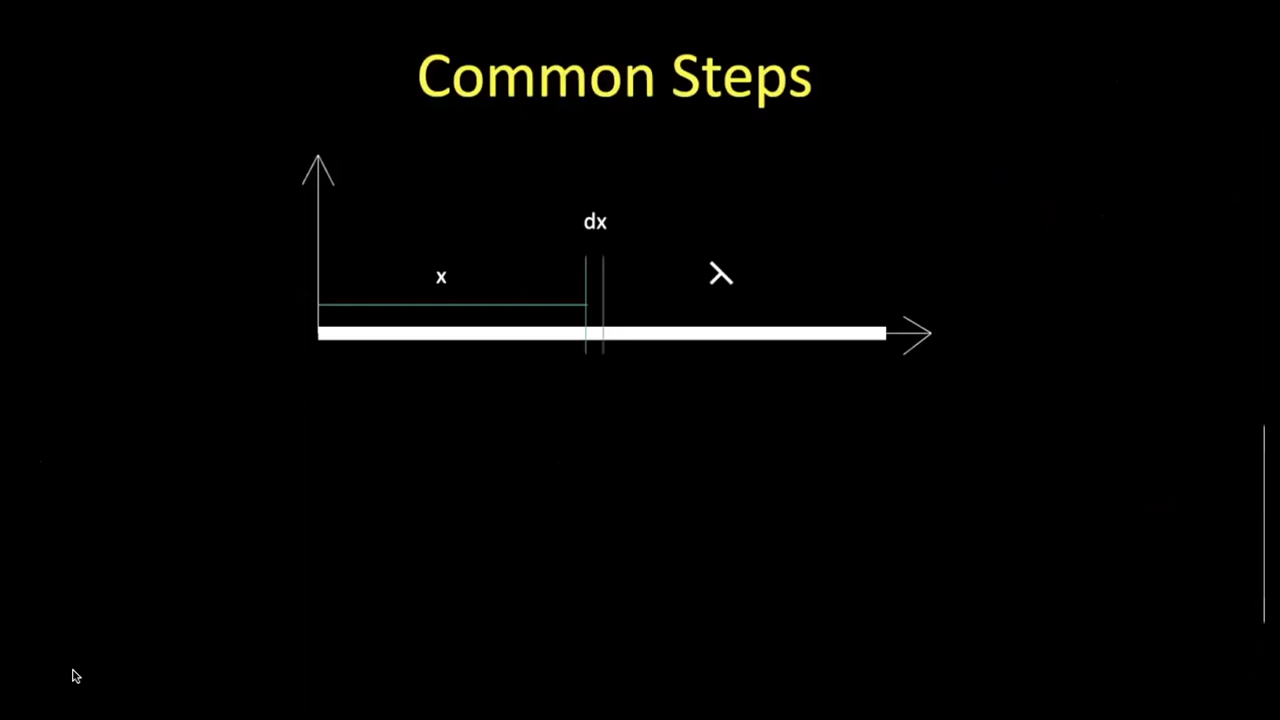 Common Steps
dx
x
λ